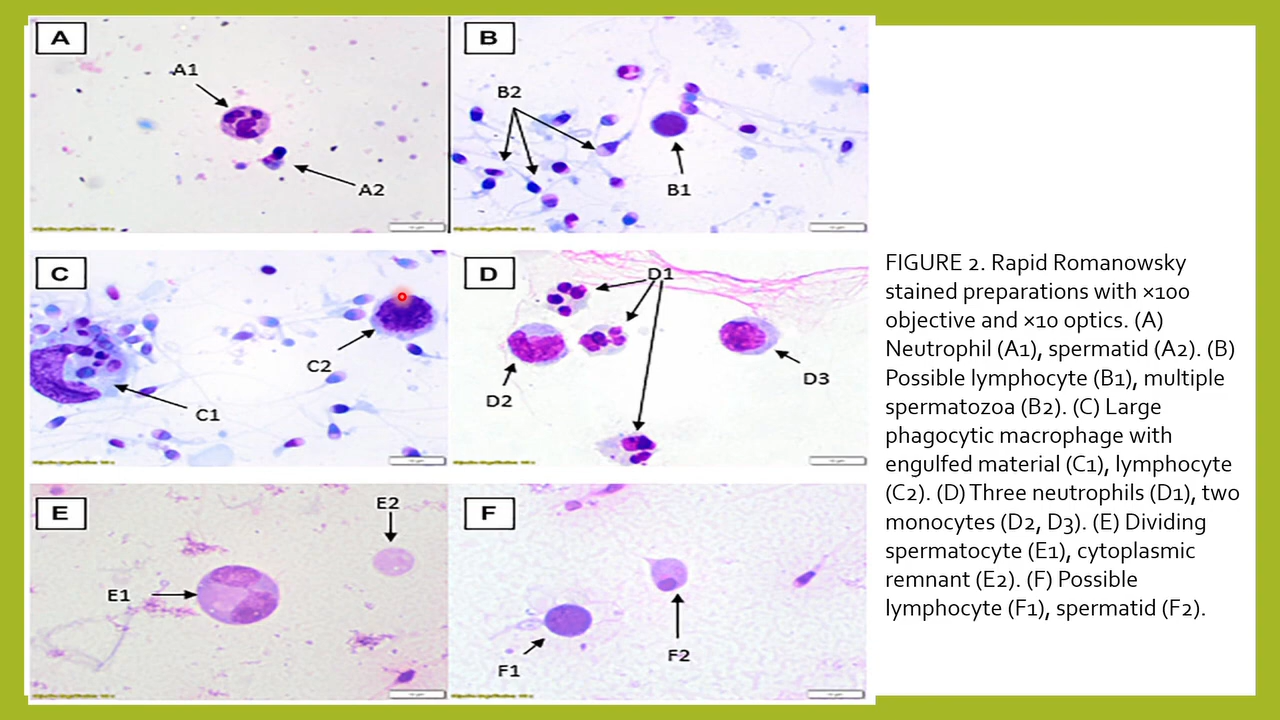 A
A1
A2
B
B2
B1
C
C2
C1
D
D1
D2
D3
E
E2
E1
F
F1
F2
FIGURE 2. Rapid Romanowsky
stained preparations with ×100
objective and ×10 optics. (A)
Neutrophil (A1), spermatid (A2). (B)
Possible lymphocyte (B1), multiple
spermatozoa (B2). (C) Large
phagocytic macrophage with
engulfed material (C1), lymphocyte
(C2). (D) Three neutrophils (D1), two
monocytes (D2, D3). (E) Dividing
spermatocyte (E1), cytoplasmic
remnant (E2). (F) Possible
lymphocyte (F1), spermatid (F2).